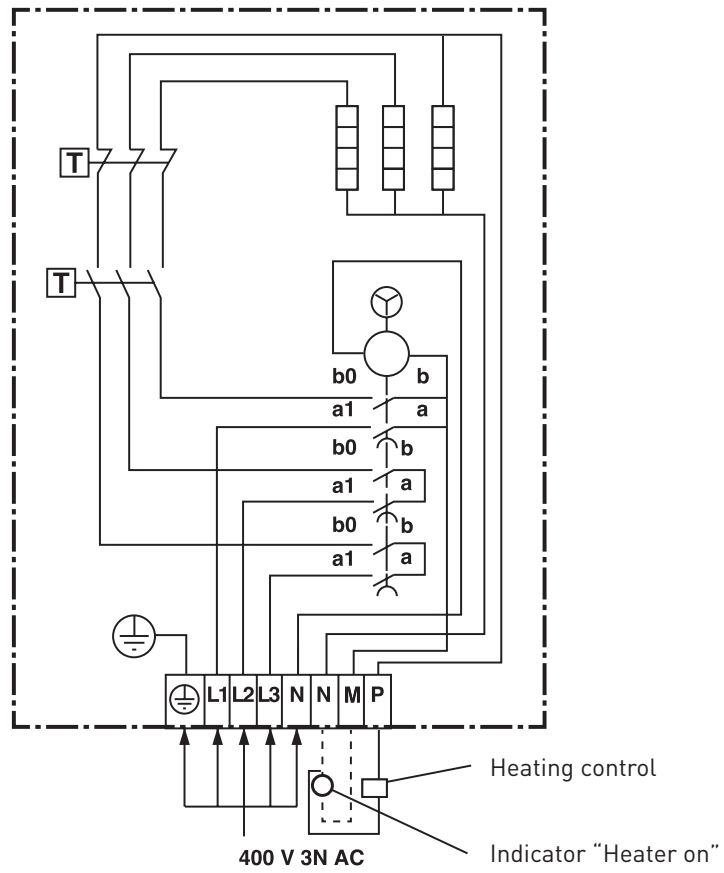 T
T
b0 b
a1 a
b0 b
a1 a
b0 b
a1 a
L1 L2 L3 N N M P
Heating control
400 V 3N AC
Indicator “Heater on”